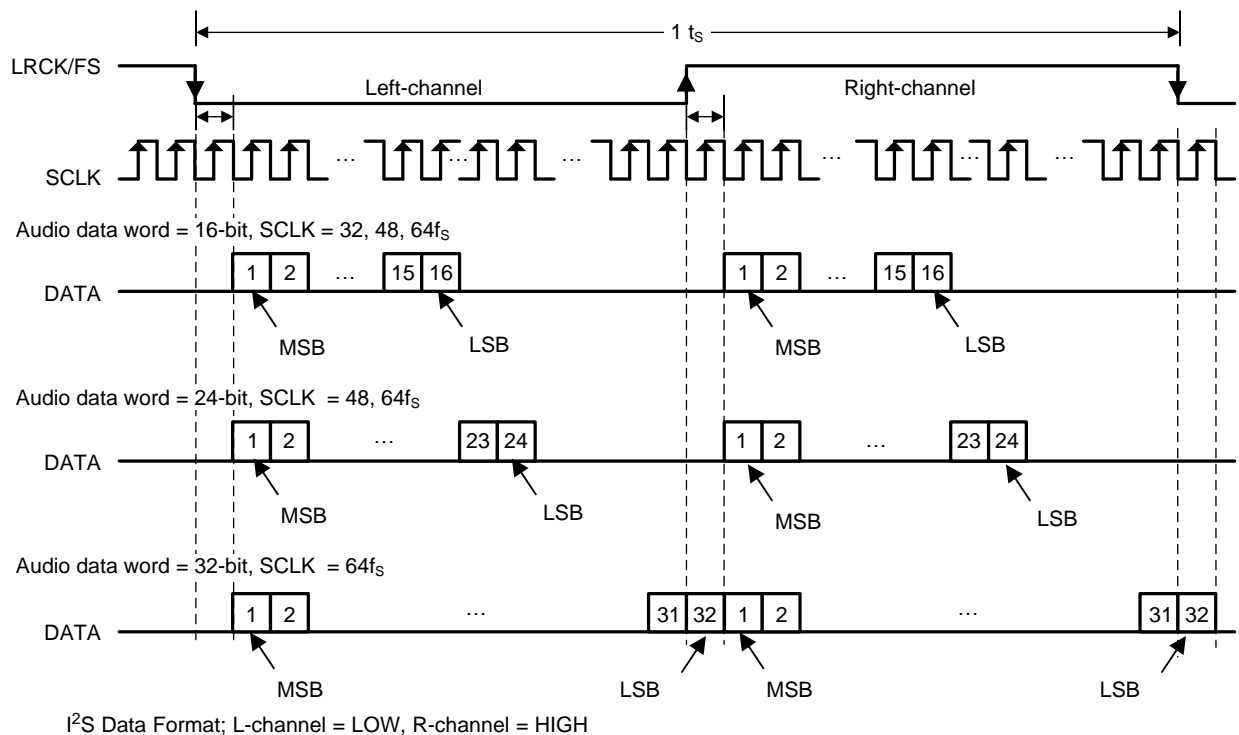 1 tS
LRCK/FS
Left-channel
Right-channel
… … … … … …
SCLK
Audio data word = 16-bit, SCLK = 32, 48, 64fS
1 2 … 15 16 1 2 … 15 16
DATA
MSB LSB MSB LSB
Audio data word = 24-bit, SCLK = 48, 64fS
1 2 … 23 24 1 2 … 23 24
DATA
MSB LSB MSB LSB
Audio data word = 32-bit, SCLK = 64fS
1 2 … 31 32 1 2 … 31 32
DATA
MSB LSB MSB LSB
I2S Data Format; L-channel = LOW, R-channel = HIGH